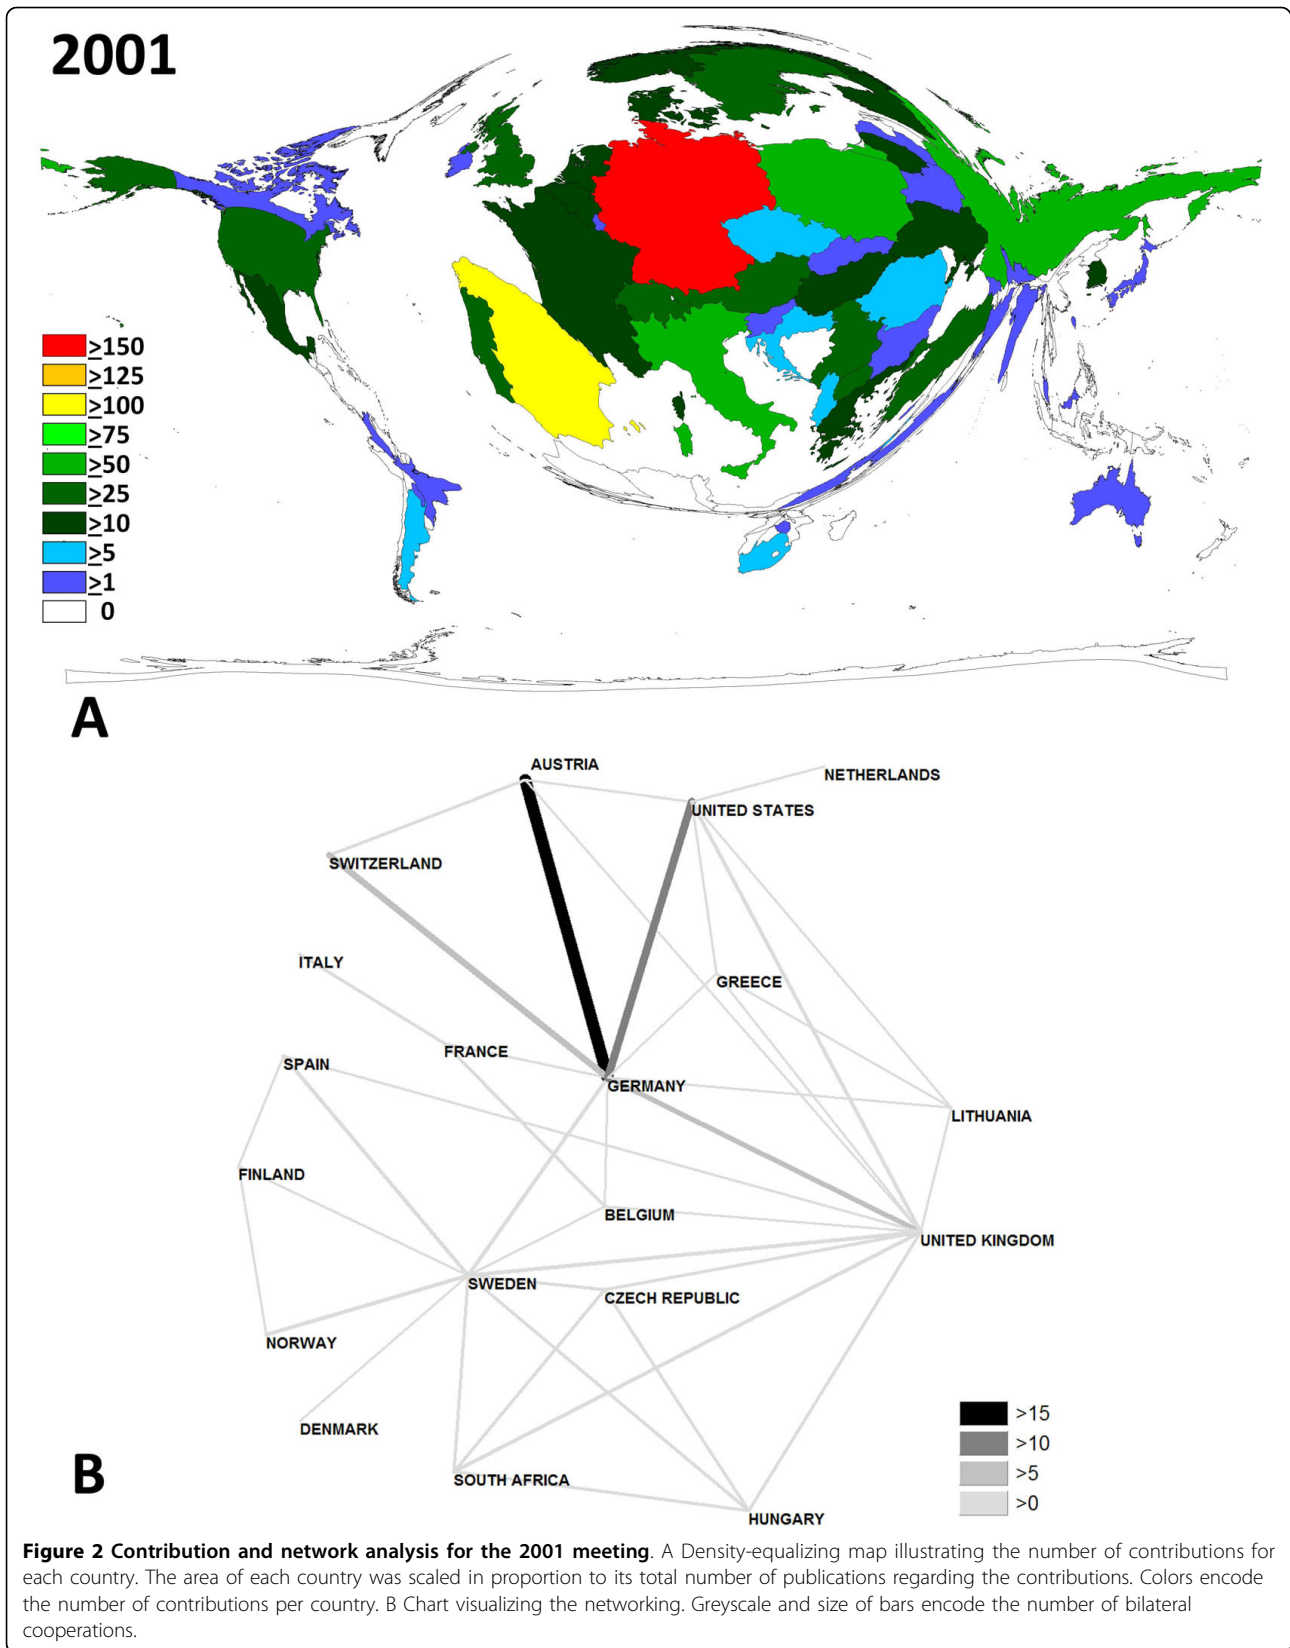 2001
≥150
≥125
≥100
≥75
≥50
≥25
≥10
≥5
≥1
0
A
AUSTRIA
NETHERLANDS
UNITED STATES
SWITZERLAND
ITALY
GREECE
FRANCE
SPAIN
GERMANY
LITHUANIA
FINLAND
BELGIUM
UNITED KINGDOM
SWEDEN
CZECH REPUBLIC
NORWAY
DENMARK
SOUTH AFRICA
HUNGARY
>15
>10
>5
>0
B
Figure 2 Contribution and network analysis for the 2001 meeting. A Density-equalizing map illustrating the number of contributions for
each country. The area of each country was scaled in proportion to its total number of publications regarding the contributions. Colors encode
the number of contributions per country. B Chart visualizing the networking. Greyscale and size of bars encode the number of bilateral
cooperations.